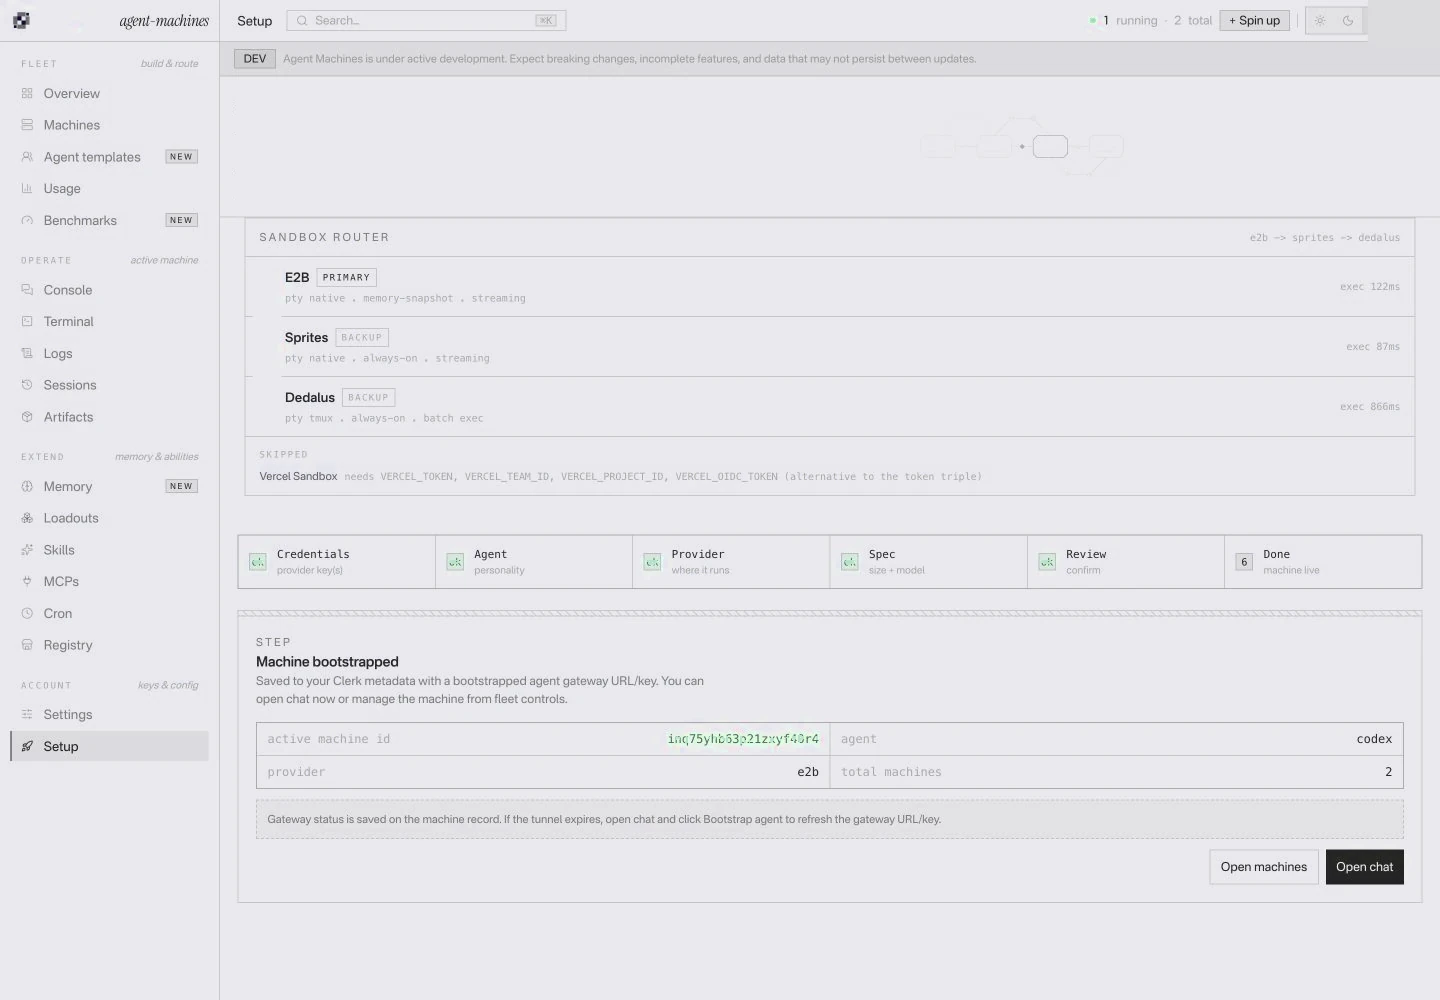 agent-machines
Setup
Search...
⌘K
1 running · 2 total
+ Spin up
DEV
Agent Machines is under active development. Expect breaking changes, incomplete features, and data that may not persist between updates.
FLEET
build & route
Overview
Machines
Agent templates
NEW
Usage
Benchmarks
NEW
OPERATE
active machine
Console
Terminal
Logs
Sessions
Artifacts
EXTEND
memory & abilities
Memory
NEW
Loadouts
Skills
MCPs
Cron
Registry
ACCOUNT
keys & config
Settings
Setup
SANDBOX ROUTER
e2b -> sprites -> dedalus
E2B
PRIMARY
pty native . memory-snapshot . streaming
exec 122ms
Sprites
BACKUP
pty native . always-on . streaming
exec 87ms
Dedalus
BACKUP
pty tmux . always-on . batch exec
exec 866ms
SKIPPED
Vercel Sandbox needs VERCEL_TOKEN, VERCEL_TEAM_ID, VERCEL_PROJECT_ID, VERCEL_OIDC_TOKEN (alternative to the token triple)
ok
Credentials
provider key(s)
ok
Agent
personality
ok
Provider
where it runs
ok
Spec
size + model
ok
Review
confirm
6
Done
machine live
STEP
Machine bootstrapped
Saved to your Clerk metadata with a bootstrapped agent gateway URL/key. You can
open chat now or manage the machine from fleet controls.
active machine id
agent
codex
provider
e2b
total machines
2
Gateway status is saved on the machine record. If the tunnel expires, open chat and click Bootstrap agent to refresh the gateway URL/key.
Open machines
Open chat